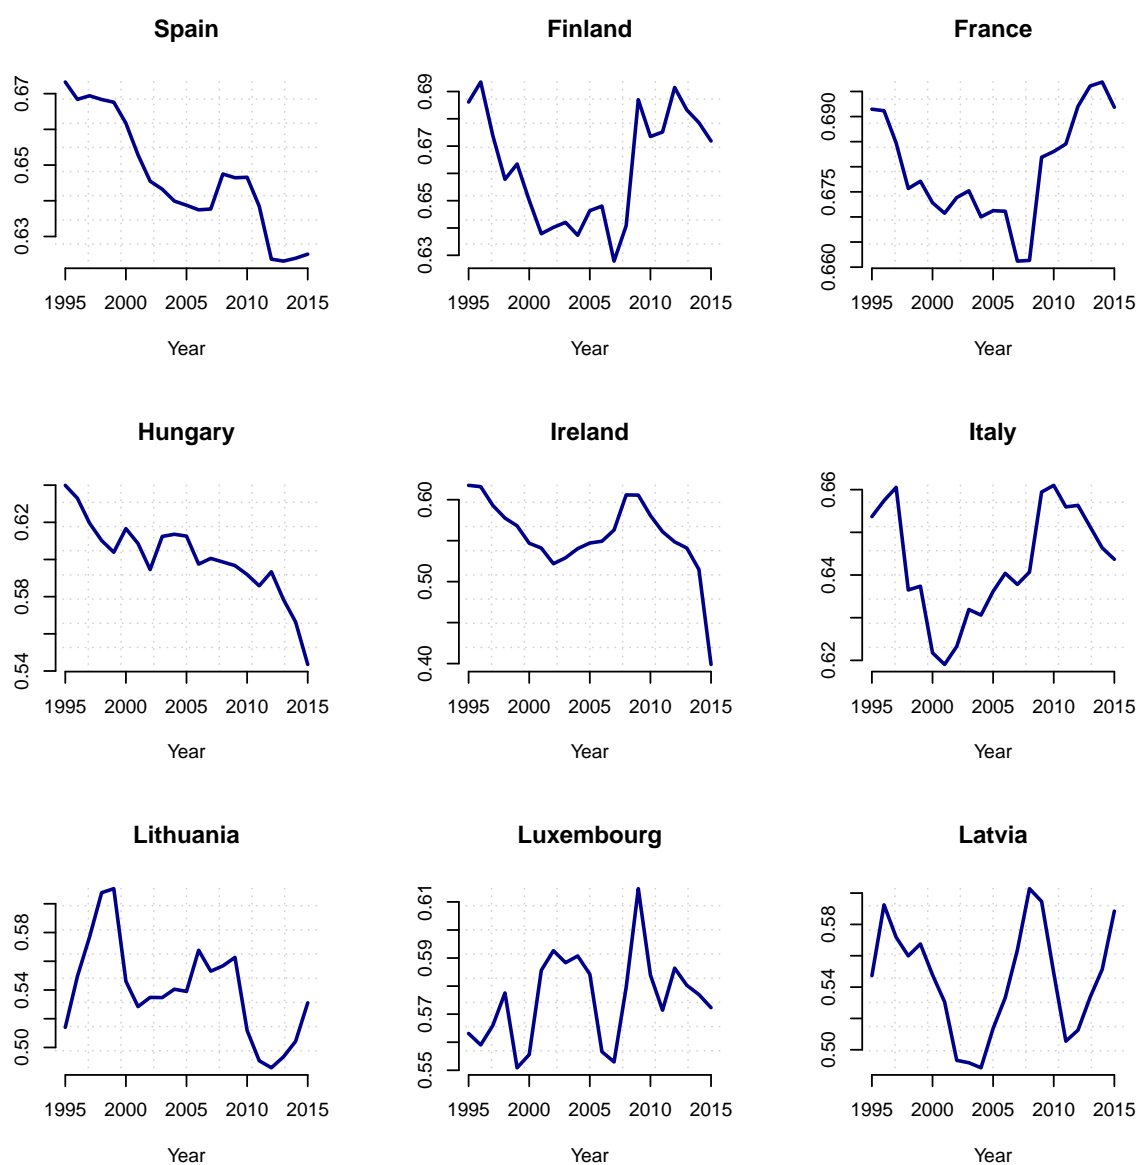 Spain
0.67
0.65
0.63
1995 2000 2005 2010 2015
Year
Finland
0.69
0.67
0.65
0.63
1995 2000 2005 2010 2015
Year
France
0.690
0.675
0.660
1995 2000 2005 2010 2015
Year
Hungary
0.62
0.58
0.54
1995 2000 2005 2010 2015
Year
Ireland
0.60
0.50
0.40
1995 2000 2005 2010 2015
Year
Italy
0.66
0.64
0.62
1995 2000 2005 2010 2015
Year
Lithuania
0.58
0.54
0.50
1995 2000 2005 2010 2015
Year
Luxembourg
0.61
0.59
0.57
0.55
1995 2000 2005 2010 2015
Year
Latvia
0.58
0.54
0.50
1995 2000 2005 2010 2015
Year